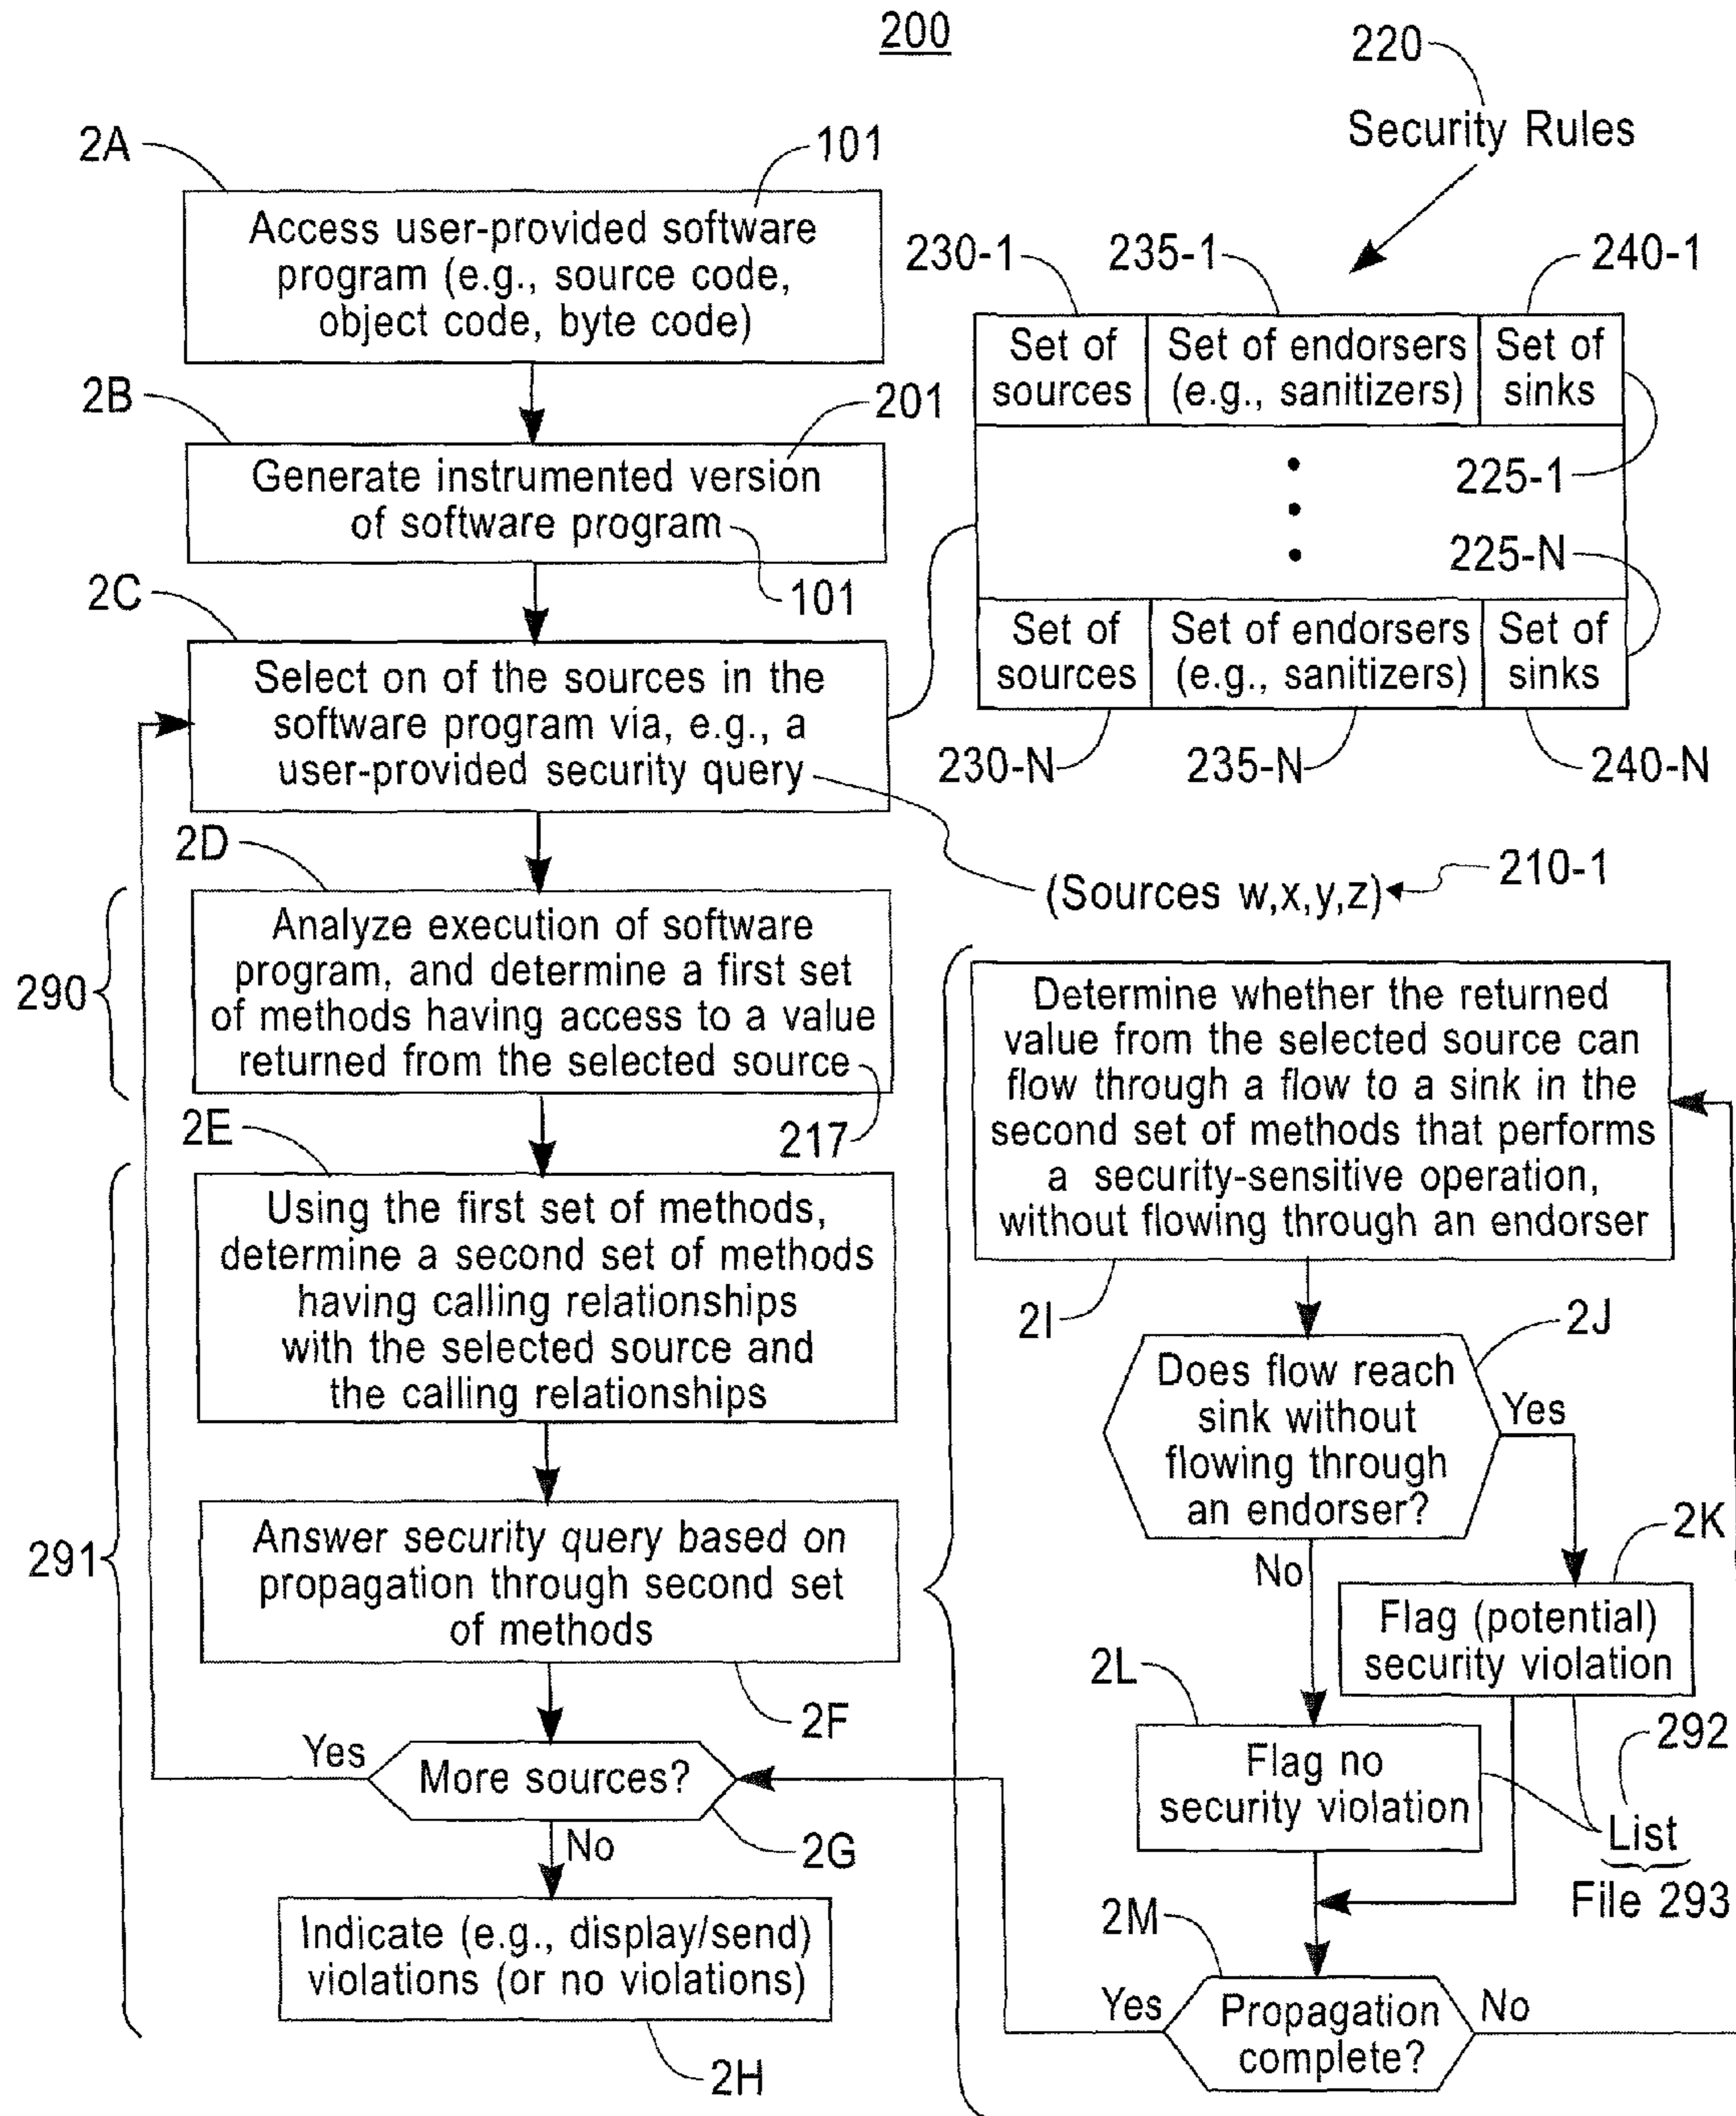 200
220
Security Rules
2A
101
Access user-provided software
program (e.g., source code,
object code, byte code)
230-1
235-1
240-1
Set of
sources
Set of endorsers
(e.g., sanitizers)
Set of
sinks
225-1
225-N
Set of
sources
Set of endorsers
(e.g., sanitizers)
Set of
sinks
230-N
235-N
240-N
2B
201
Generate instrumented version
of software program
101
2C
Select on of the sources in the
software program via, e.g., a
user-provided security query
(Sources w,x,y,z)
210-1
2D
290
Analyze execution of software
program, and determine a first set
of methods having access to a value
returned from the selected source
217
2E
291
Using the first set of methods,
determine a second set of methods
having calling relationships
with the selected source and
the calling relationships
Answer security query based on
propagation through second set
of methods
2F
Yes
More sources?
2G
No
Indicate (e.g., display/send)
violations (or no violations)
2H
Determine whether the returned
value from the selected source can
flow through a flow to a sink in the
second set of methods that performs
a security-sensitive operation,
without flowing through an endorser
2I
2J
Does flow reach
sink without
flowing through
an endorser?
Yes
No
2K
Flag (potential)
security violation
2L
Flag no
security violation
292
List
File 293
2M
Yes
Propagation
complete?
No